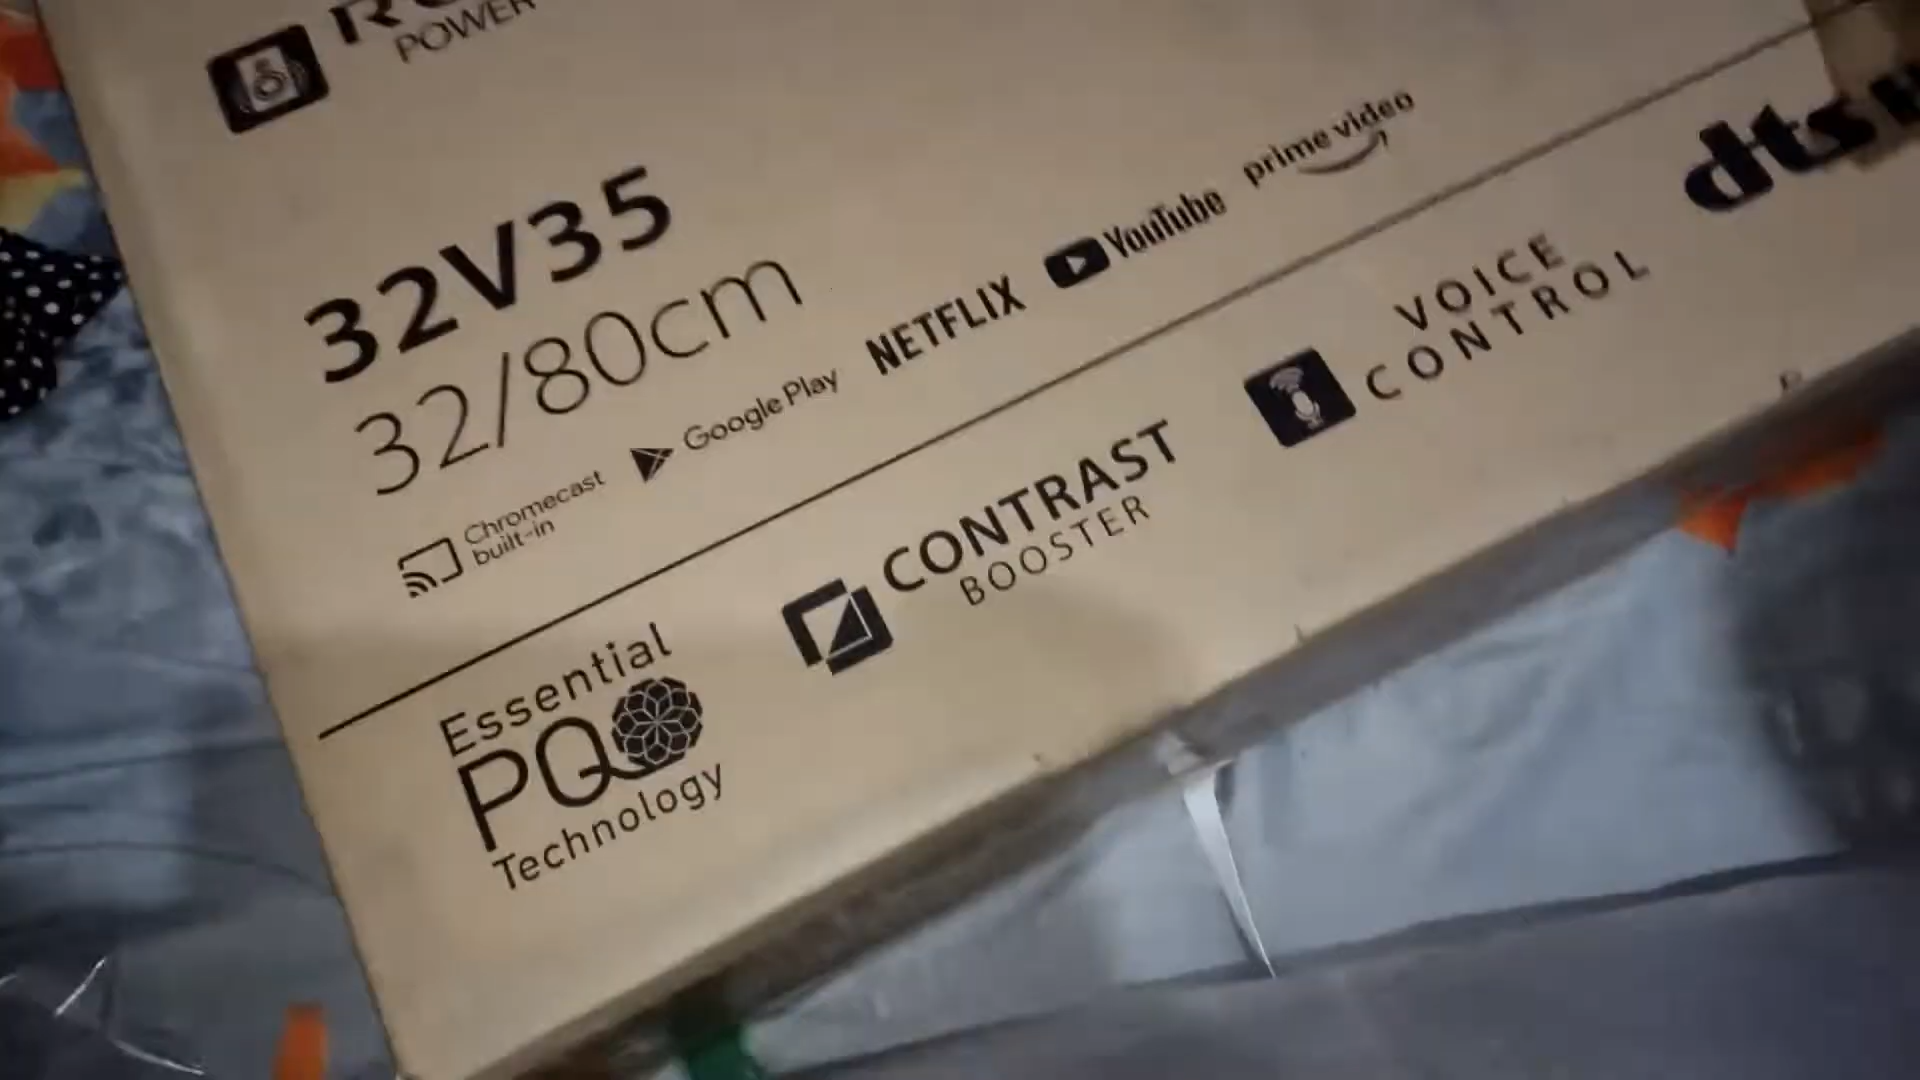 POWER
32V35
32/80cm
Chromecast
built-in
Google Play
NETFLIX
YouTube
prime video
Essential
PQ
Technology
CONTRAST
BOOSTER
VOICE
CONTROL
dts